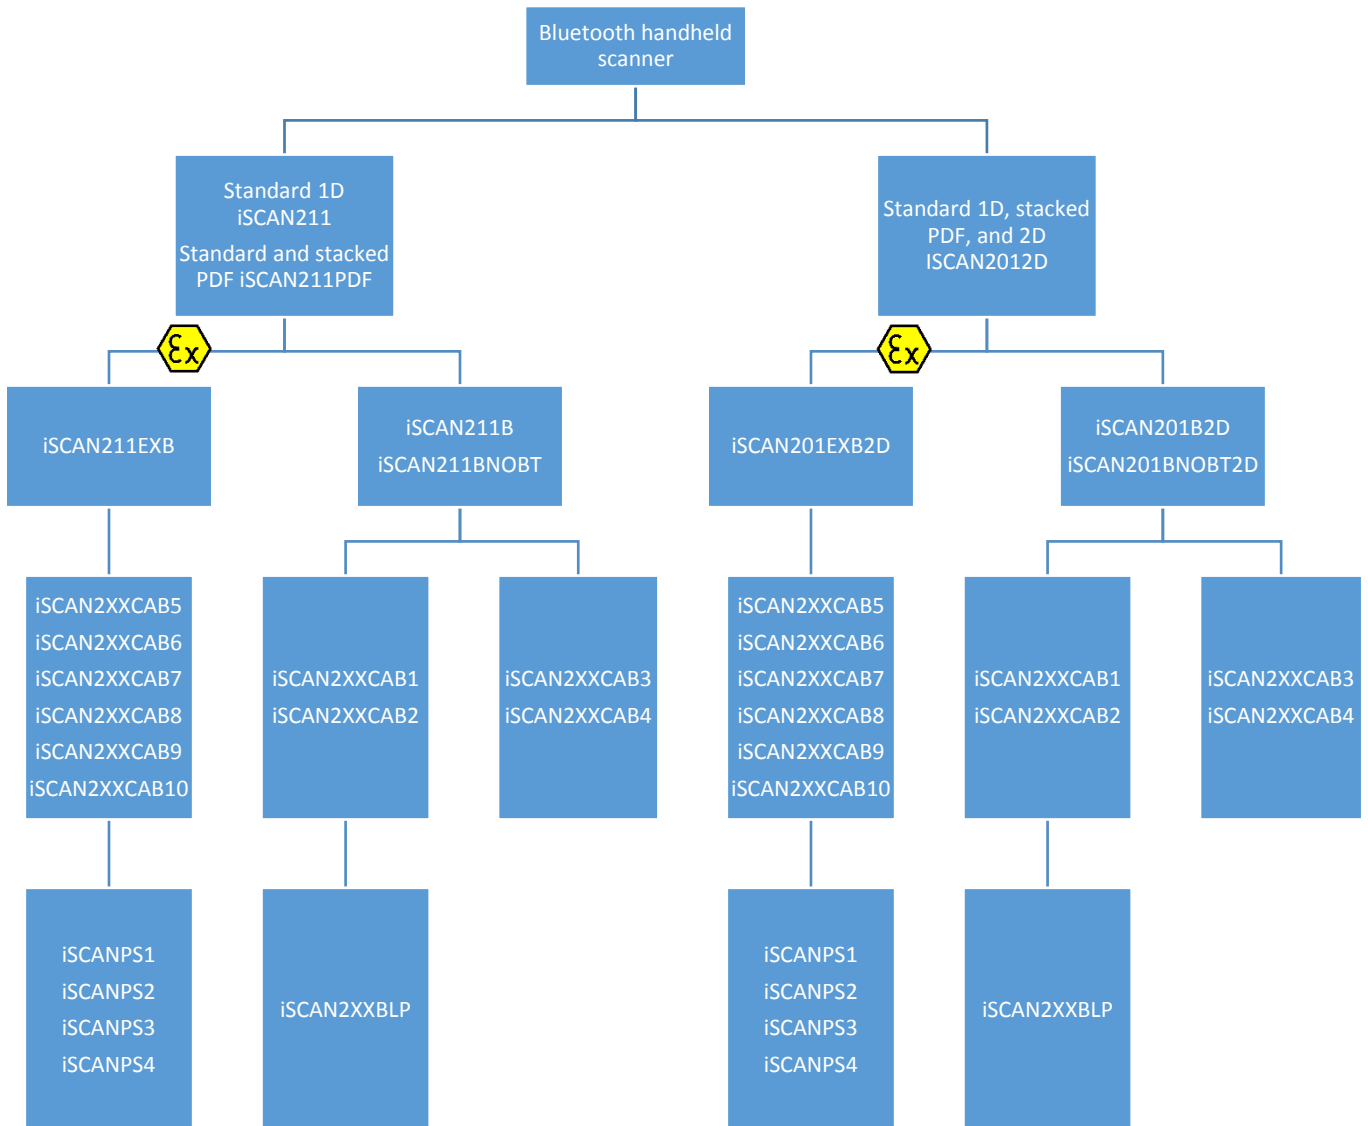 Bluetooth handheld
scanner
Standard 1D
iSCAN211
Standard and stacked
PDF iSCAN211PDF
Standard 1D, stacked
PDF, and 2D
ISCAN2012D
Ex
Ex
iSCAN211EXB
iSCAN211B
iSCAN211BNOBT
iSCAN201EXB2D
iSCAN201B2D
iSCAN201BNOBT2D
iSCAN2XXCAB5
iSCAN2XXCAB6
iSCAN2XXCAB7
iSCAN2XXCAB8
iSCAN2XXCAB9
iSCAN2XXCAB10
iSCAN2XXCAB1
iSCAN2XXCAB2
iSCAN2XXCAB3
iSCAN2XXCAB4
iSCAN2XXCAB5
iSCAN2XXCAB6
iSCAN2XXCAB7
iSCAN2XXCAB8
iSCAN2XXCAB9
iSCAN2XXCAB10
iSCAN2XXCAB1
iSCAN2XXCAB2
iSCAN2XXCAB3
iSCAN2XXCAB4
iSCANPS1
iSCANPS2
iSCANPS3
iSCANPS4
iSCAN2XXBLP
iSCANPS1
iSCANPS2
iSCANPS3
iSCANPS4
iSCAN2XXBLP